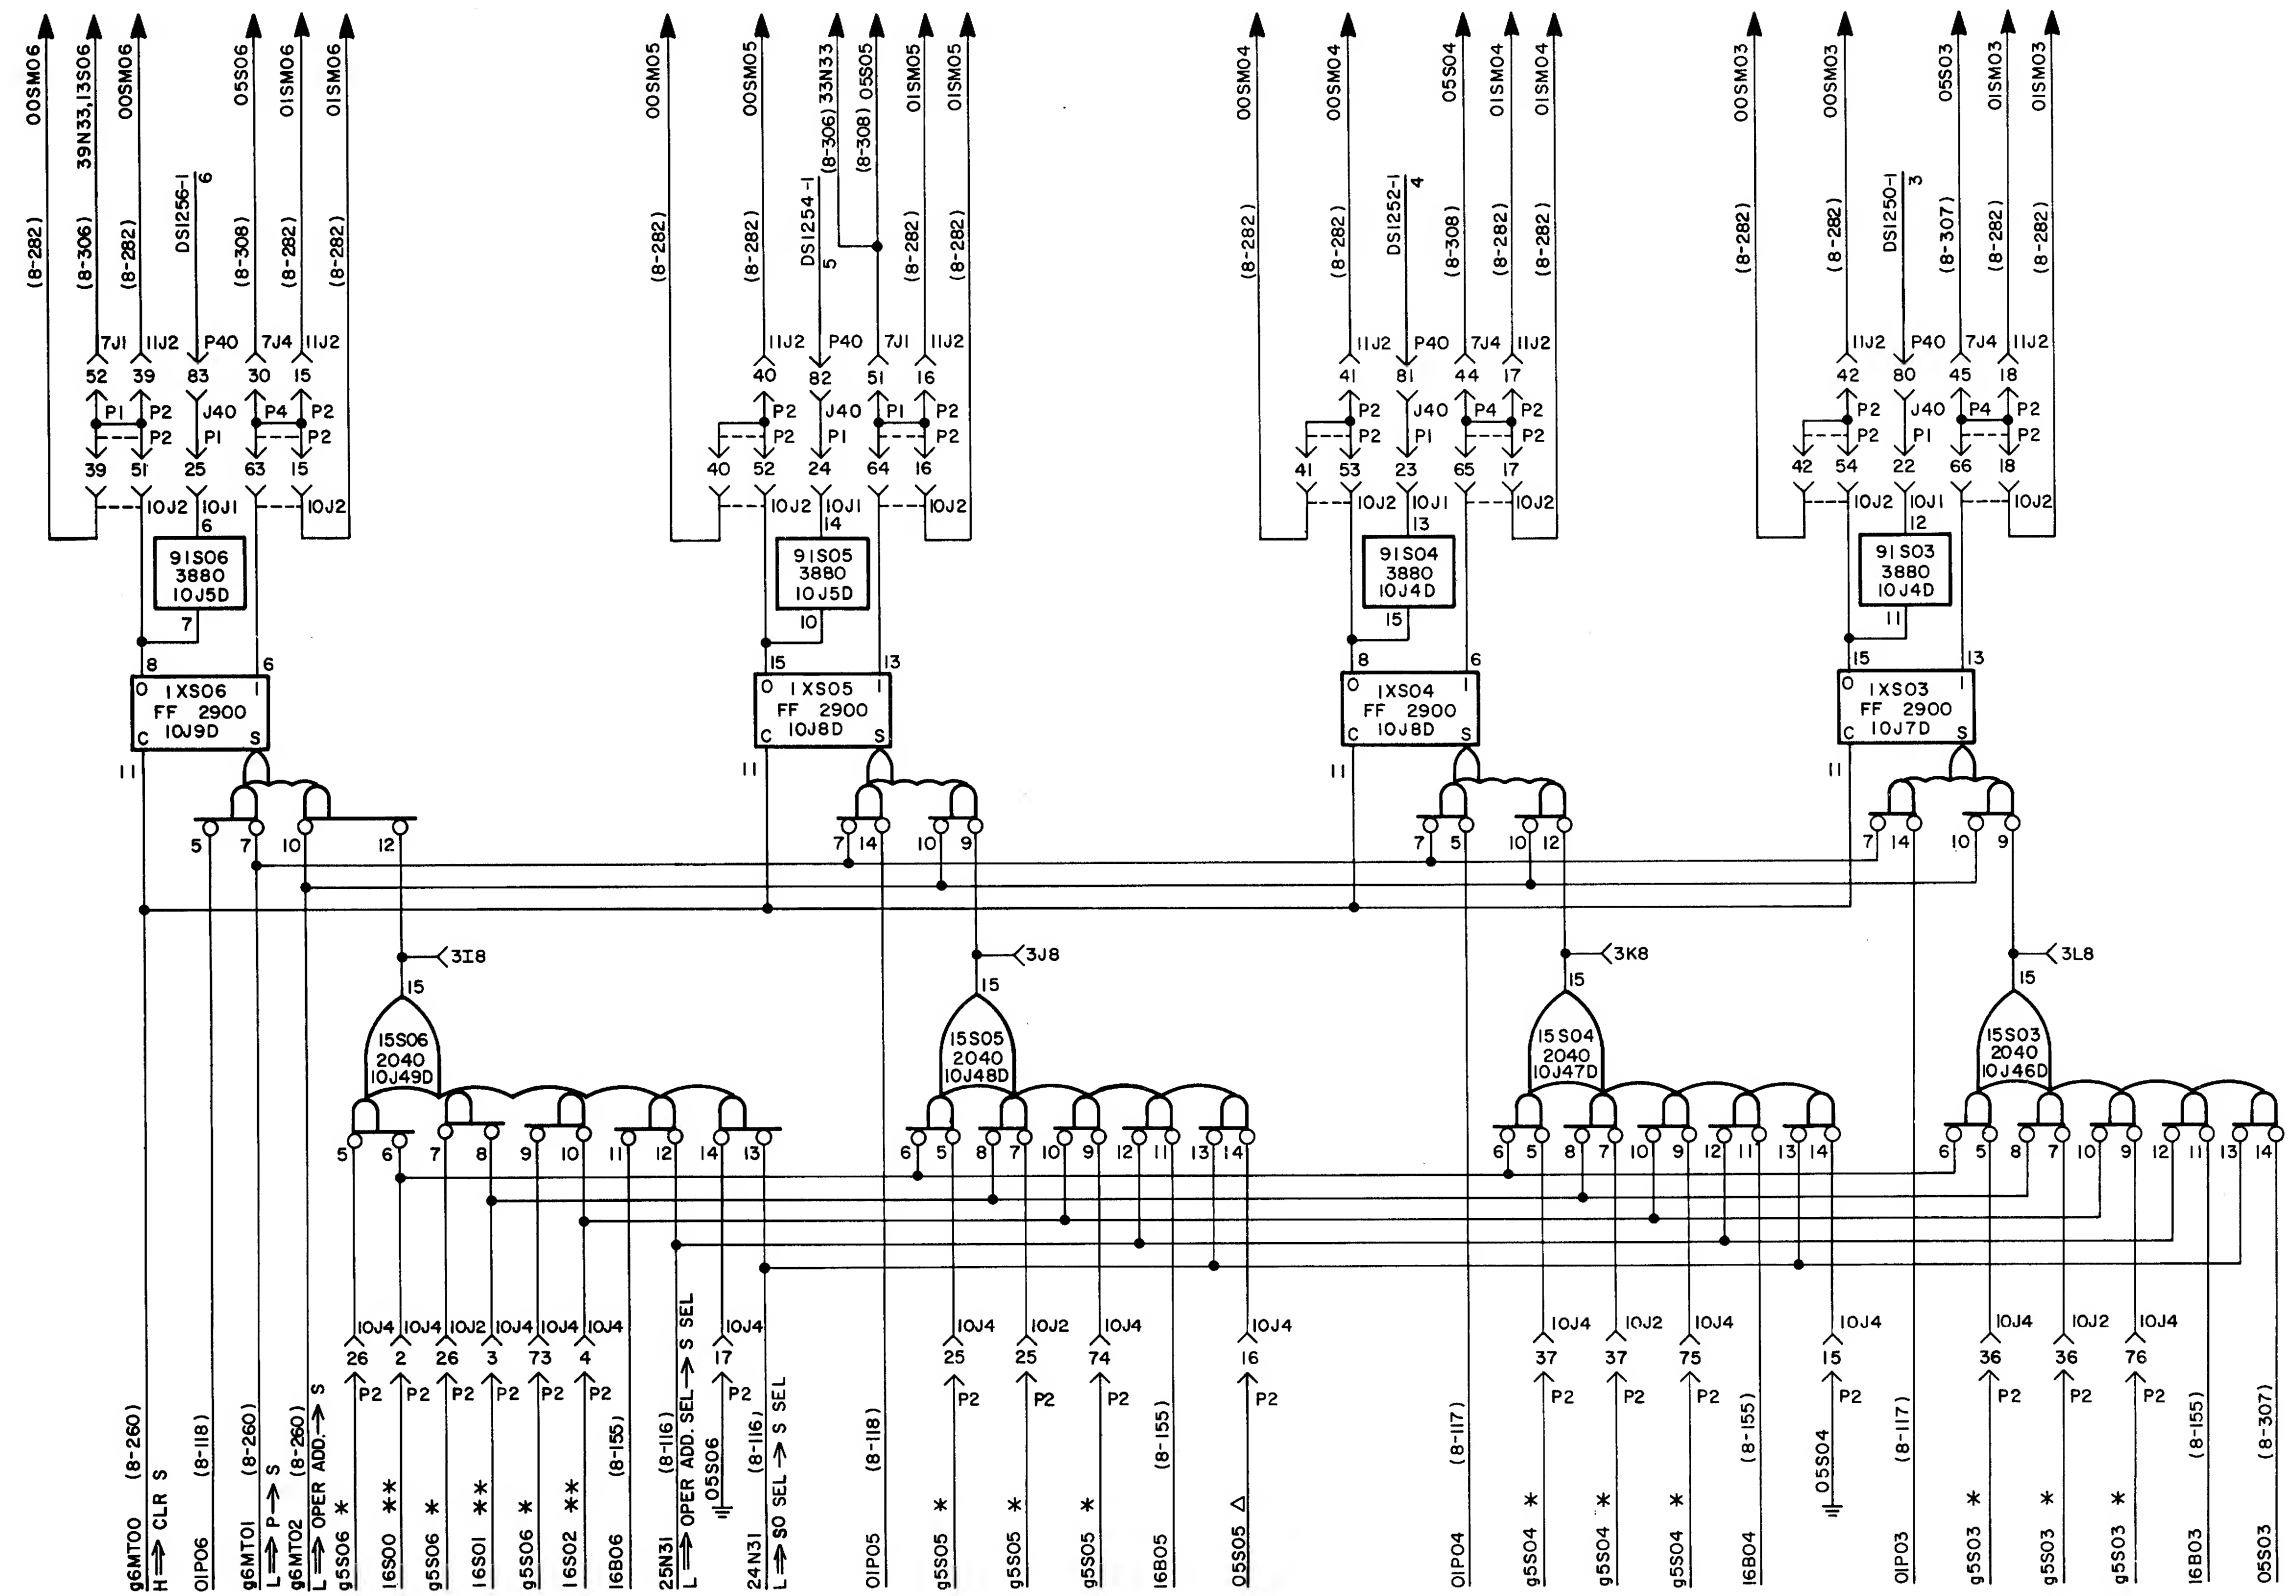 00SM06
39N33,13S06
00SM06
05S06
01SM06
01SM06
(8-282)
(8-306)
(8-282)
DS1256-1
6
(8-308)
(8-282)
(8-282)
7J1
11J2
P40
7J4
11J2
52
39
83
30
15
P1
P2
J40
P4
P2
P2
P1
P2
39
51
25
63
15
10J2
10J1
10J2
6
91S06
3880
10J5D
7
8
6
0
1XS06
1
FF 2900
10J9D
C
S
11
5
7
10
12
3I8
15
15S06
2040
10J49D
5
6
7
8
9
10
11
12
14
13
10J4
10J4
10J2
10J4
10J4
10J4
10J4
26
2
26
3
73
4
17
P2
P2
P2
P2
P2
P2
P2
g6MT00 (8-260)
H⟹CLR S
01P06 (8-118)
g6MT01 (8-260)
L⟹P→S
g6MT02 (8-260)
L⟹OPER ADD.→S
g5S06 *
16S00 **
g5S06 *
16S01 **
g5S06 *
16S02 **
16B06 (8-155)
25N31 (8-116)
L⟹OPER ADD. SEL→S SEL
05S06
24N31 (8-116)
L⟹SO SEL→S SEL
00SM05
00SM05
(8-306) 33N33
(8-308) 05S05
01SM05
01SM05
(8-282)
(8-282)
DS1254-1
5
(8-282)
(8-282)
11J2
P40
7J1
11J2
40
82
51
16
P2
J40
P1
P2
P2
P1
P2
40
52
24
64
16
10J2
10J1
10J2
14
91S05
3880
10J5D
10
15
13
0
1XS05
1
FF 2900
10J8D
C
S
11
7
14
10
9
3J8
15
15S05
2040
10J48D
6
5
8
7
10
9
12
11
13
14
10J4
10J2
10J4
10J4
25
25
74
16
P2
P2
P2
P2
01P05 (8-118)
g5S05 *
g5S05 *
g5S05 *
16B05 (8-155)
05S05 △
00SM04
00SM04
05S04
01SM04
01SM04
(8-282)
(8-282)
DS1252-1
4
(8-308)
(8-282)
(8-282)
11J2
P40
7J4
11J2
41
81
44
17
P2
J40
P4
P2
P2
P1
P2
41
53
23
65
17
10J2
10J1
10J2
13
91S04
3880
10J4D
15
8
6
0
1XS04
1
FF 2900
10J8D
C
S
11
7
5
10
12
3K8
15
15S04
2040
10J47D
6
5
8
7
10
9
12
11
13
14
10J4
10J2
10J4
10J4
37
37
75
15
P2
P2
P2
P2
01P04 (8-117)
g5S04 *
g5S04 *
g5S04 *
16B04 (8-155)
05S04
00SM03
00SM03
05S03
01SM03
01SM03
(8-282)
(8-282)
DS1250-1
3
(8-307)
(8-282)
(8-282)
11J2
P40
7J4
11J2
42
80
45
18
P2
J40
P4
P2
P2
P1
P2
42
54
22
66
18
10J2
10J1
10J2
12
91S03
3880
10J4D
11
15
13
0
1XS03
1
FF 2900
10J7D
C
S
11
7
14
10
9
3L8
15
15S03
2040
10J46D
6
5
8
7
10
9
12
11
13
14
10J4
10J2
10J4
36
36
76
P2
P2
P2
01P03 (8-117)
g5S03 *
g5S03 *
g5S03 *
16B03 (8-155)
05S03 (8-307)